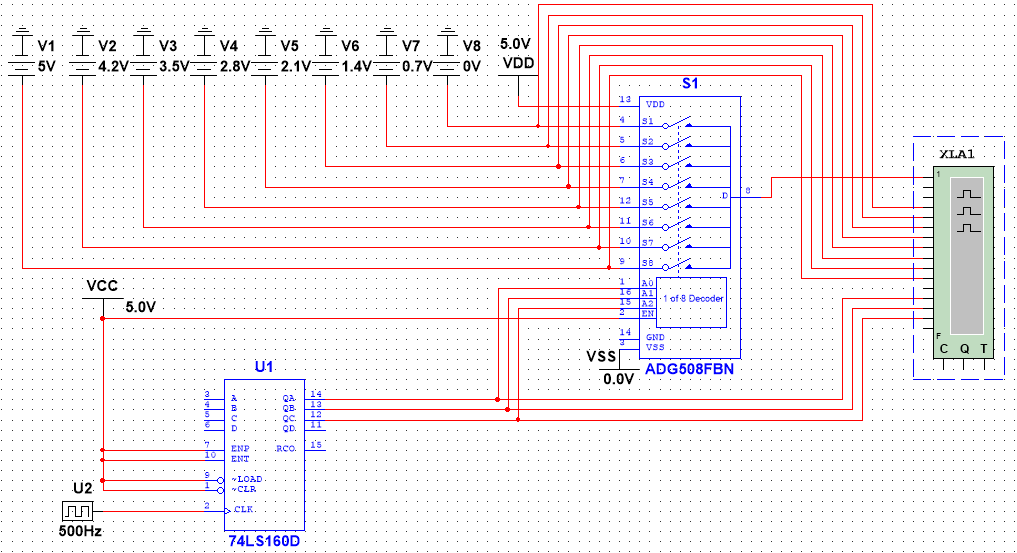 V1 V2 V3 V4 V5 V6 V7 V8 5.0V
5V 4.2V 3.5V 2.8V 2.1V 1.4V 0.7V 0V VDD
S1
13 VDD
4 S1
5 S2
6 S3
7 S4
12 S5
11 S6
10 S7
9 S8
D 8
1 A0
16 A1
15 A2
2 EN
1 of 8 Decoder
14 GND
3 VSS
ADG508FBN
VSS
0.0V
XLA1
1
F
C Q T
VCC
5.0V
U1
3 A QA 14
4 B QB 13
5 C QC 12
6 D QD 11
7 ENP RCO 15
10 ENT
9 ~LOAD
1 ~CLR
2 CLK
74LS160D
U2
500Hz